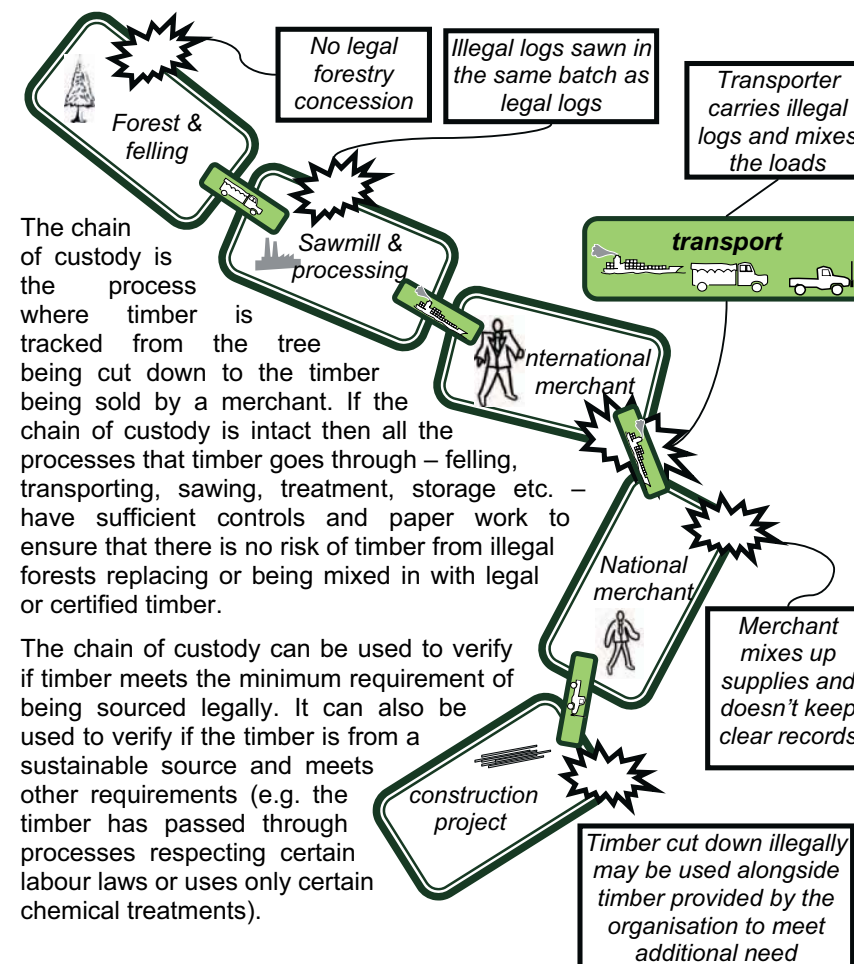 No legal
forestry
concession
Illegal logs sawn in
the same batch as
legal logs
Transporter
carries illegal
logs and mixes
the loads
Forest &
felling
transport
Sawmill &
processing
nternational
merchant
The chain
of custody is
the process
where timber is
tracked from the tree
being cut down to the timber
being sold by a merchant. If the
chain of custody is intact then all the
processes that timber goes through – felling,
transporting, sawing, treatment, storage etc. –
have sufficient controls and paper work to
ensure that there is no risk of timber from illegal
forests replacing or being mixed in with legal
or certified timber.
National
merchant
Merchant
mixes up
supplies and
doesn't keep
clear records
The chain of custody can be used to verify
if timber meets the minimum requirement of
being sourced legally. It can also be
used to verify if the timber is from a
sustainable source and meets
other requirements (e.g. the
timber has passed through
processes respecting certain
labour laws or uses only certain
chemical treatments).
construction
project
Timber cut down illegally
may be used alongside
timber provided by the
organisation to meet
additional need